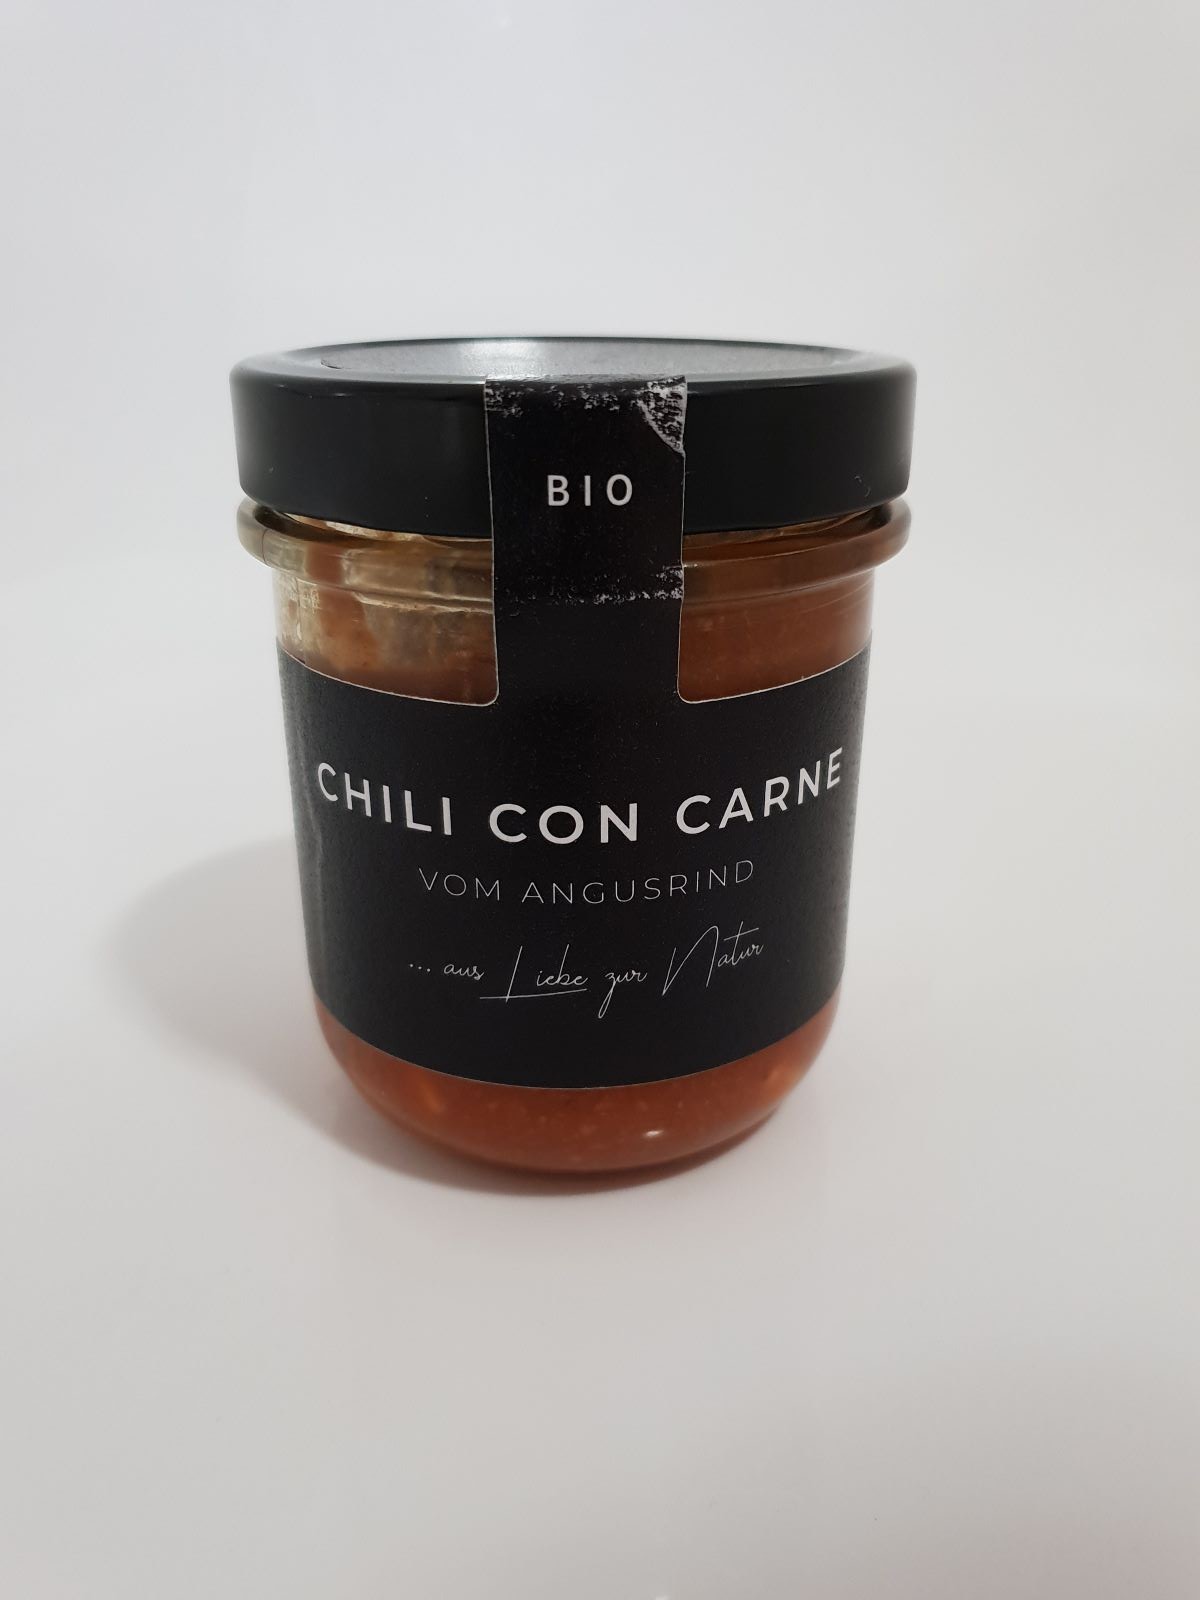 BIO
CHILI CON CARNE
VOM ANGUSRIND
... aus Liebe zur Natur